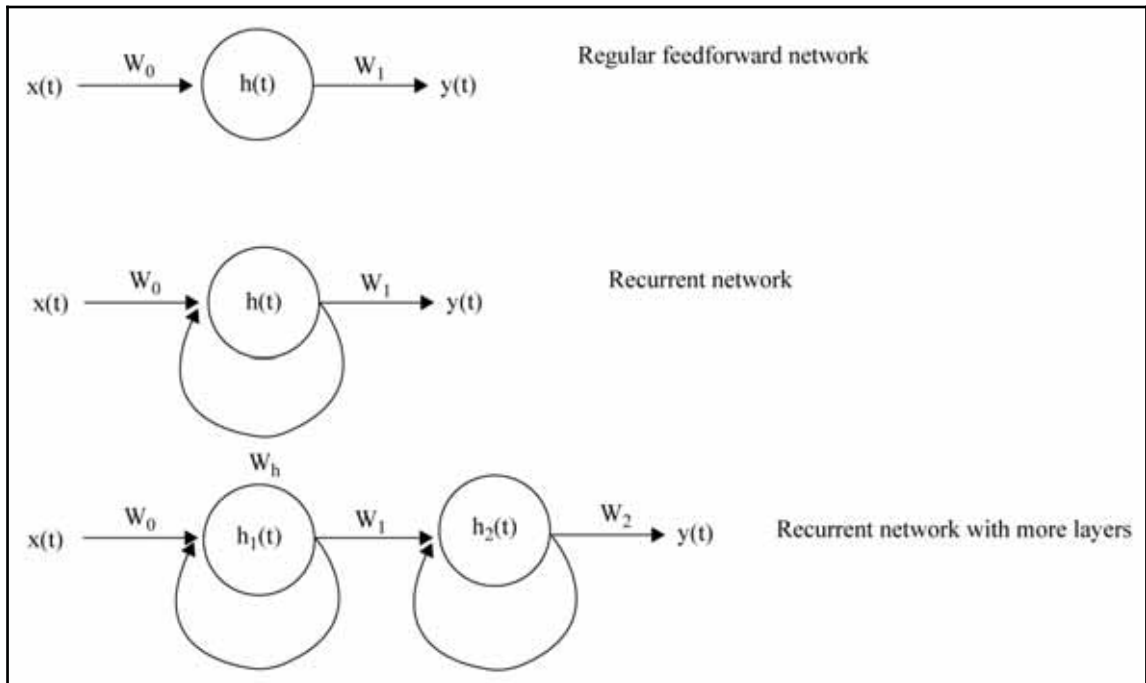 W₀ W₁ Regular feedforward network
x(t) h(t) y(t)
W₀ W₁ Recurrent network
x(t) h(t) y(t)
Wₕ
W₀ W₁ W₂
x(t) h₁(t) h₂(t) y(t) Recurrent network with more layers